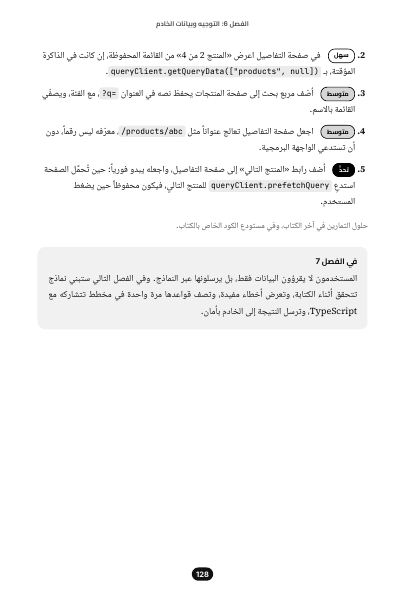 الفصل 6: التوجيه وبيانات الخادم
2. سهل في صفحة التفاصيل اعرض «المنتج 2 من 4» من القائمة المحفوظة، إن كانت في الذاكرة
المؤقتة، بـ queryClient.getQueryData(["products", null]).
3. متوسط أضف مربع بحث إلى صفحة المنتجات يحفظ نصه في العنوان ?q=، مع الفئة، ويصفّي
القائمة بالاسم.
4. متوسط اجعل صفحة التفاصيل تعالج عنواناً مثل /products/abc، معرّفه ليس رقماً، دون
أن تستدعي الواجهة البرمجية.
5. تحدٍّ أضف رابط «المنتج التالي» إلى صفحة التفاصيل، واجعله يبدو فورياً: حين تُحمَّل الصفحة
استدعِ queryClient.prefetchQuery للمنتج التالي، فيكون محفوظاً حين يضغط
المستخدم.
حلول التمارين في آخر الكتاب، وفي مستودع الكود الخاص بالكتاب.
في الفصل 7
المستخدمون لا يقرؤون البيانات فقط، بل يرسلونها عبر النماذج. وفي الفصل التالي ستبني نماذج
تتحقق أثناء الكتابة، وتعرض أخطاء مفيدة، وتصف قواعدها مرة واحدة في مخطط تتشاركه مع
TypeScript، وترسل النتيجة إلى الخادم بأمان.
128